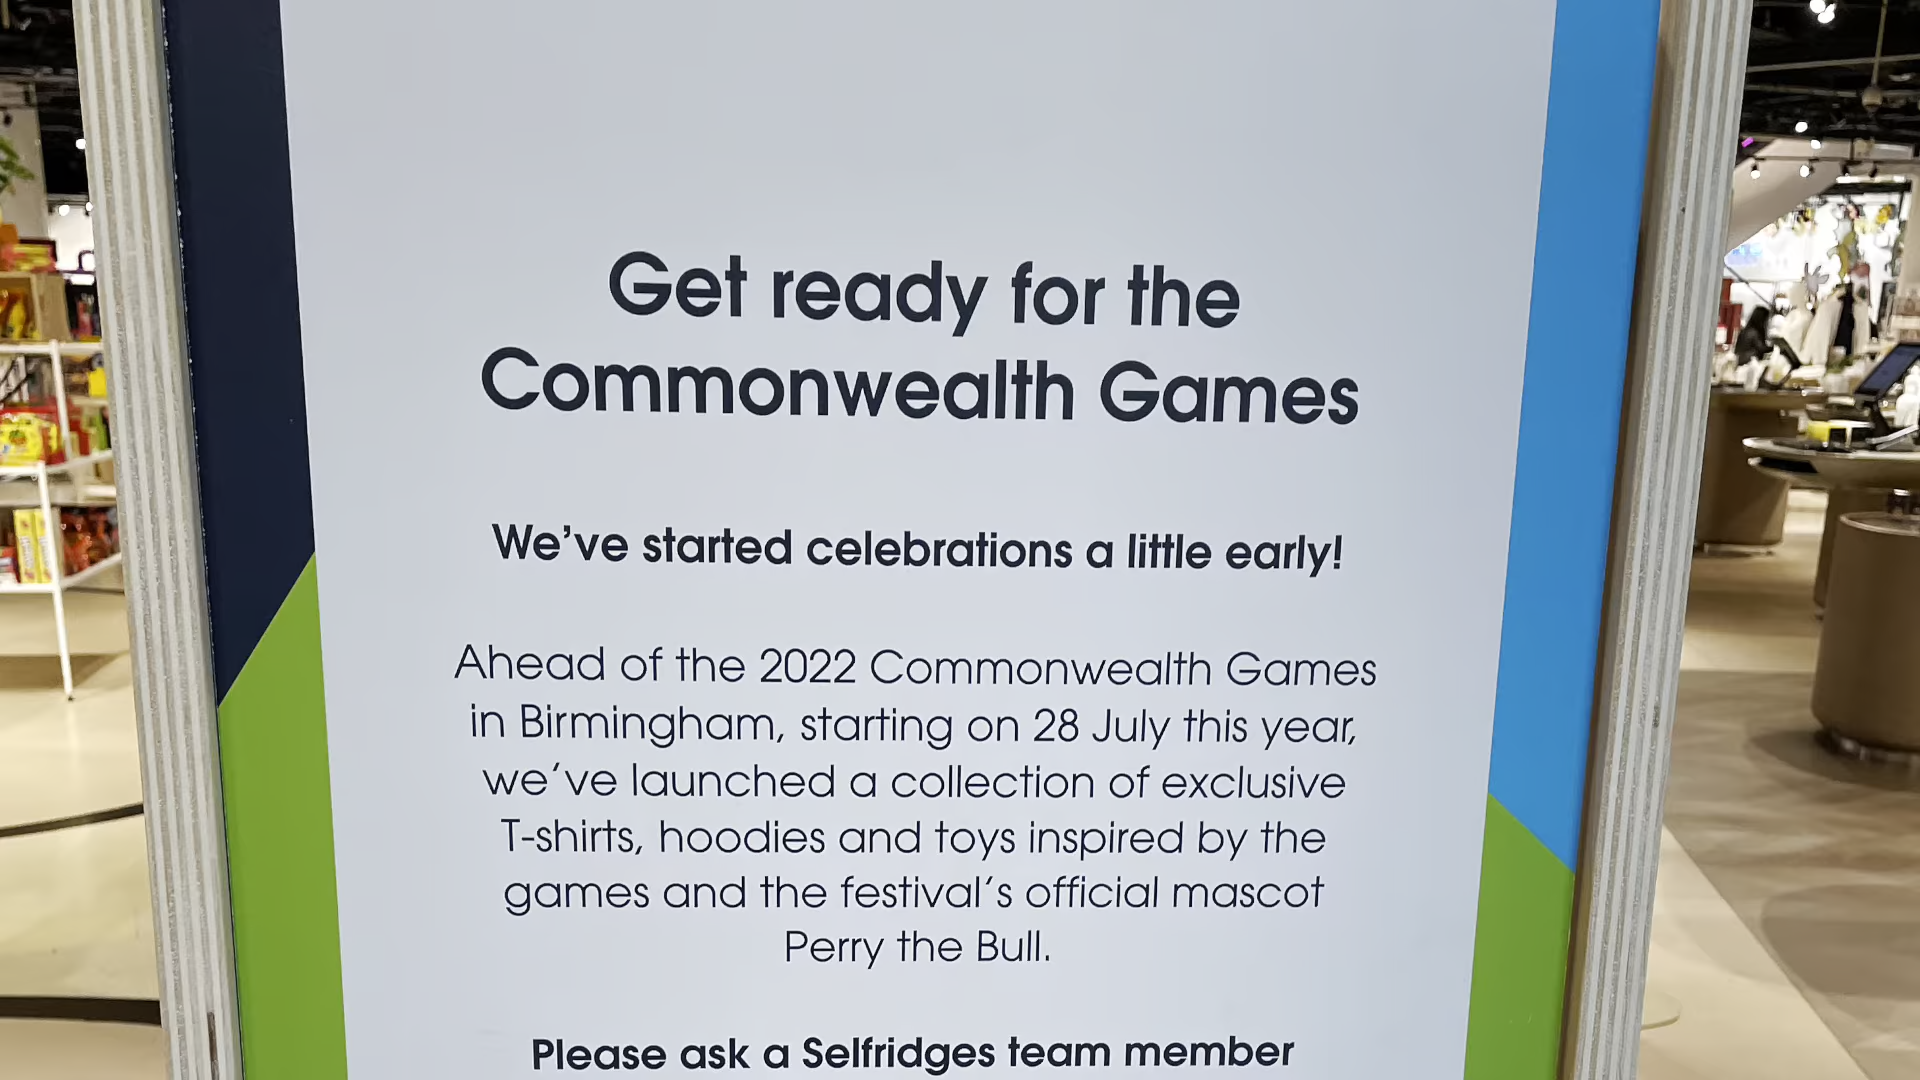 Get ready for the
Commonwealth Games
We’ve started celebrations a little early!
Ahead of the 2022 Commonwealth Games
in Birmingham, starting on 28 July this year,
we’ve launched a collection of exclusive
T-shirts, hoodies and toys inspired by the
games and the festival’s official mascot
Perry the Bull.
Please ask a Selfridges team member